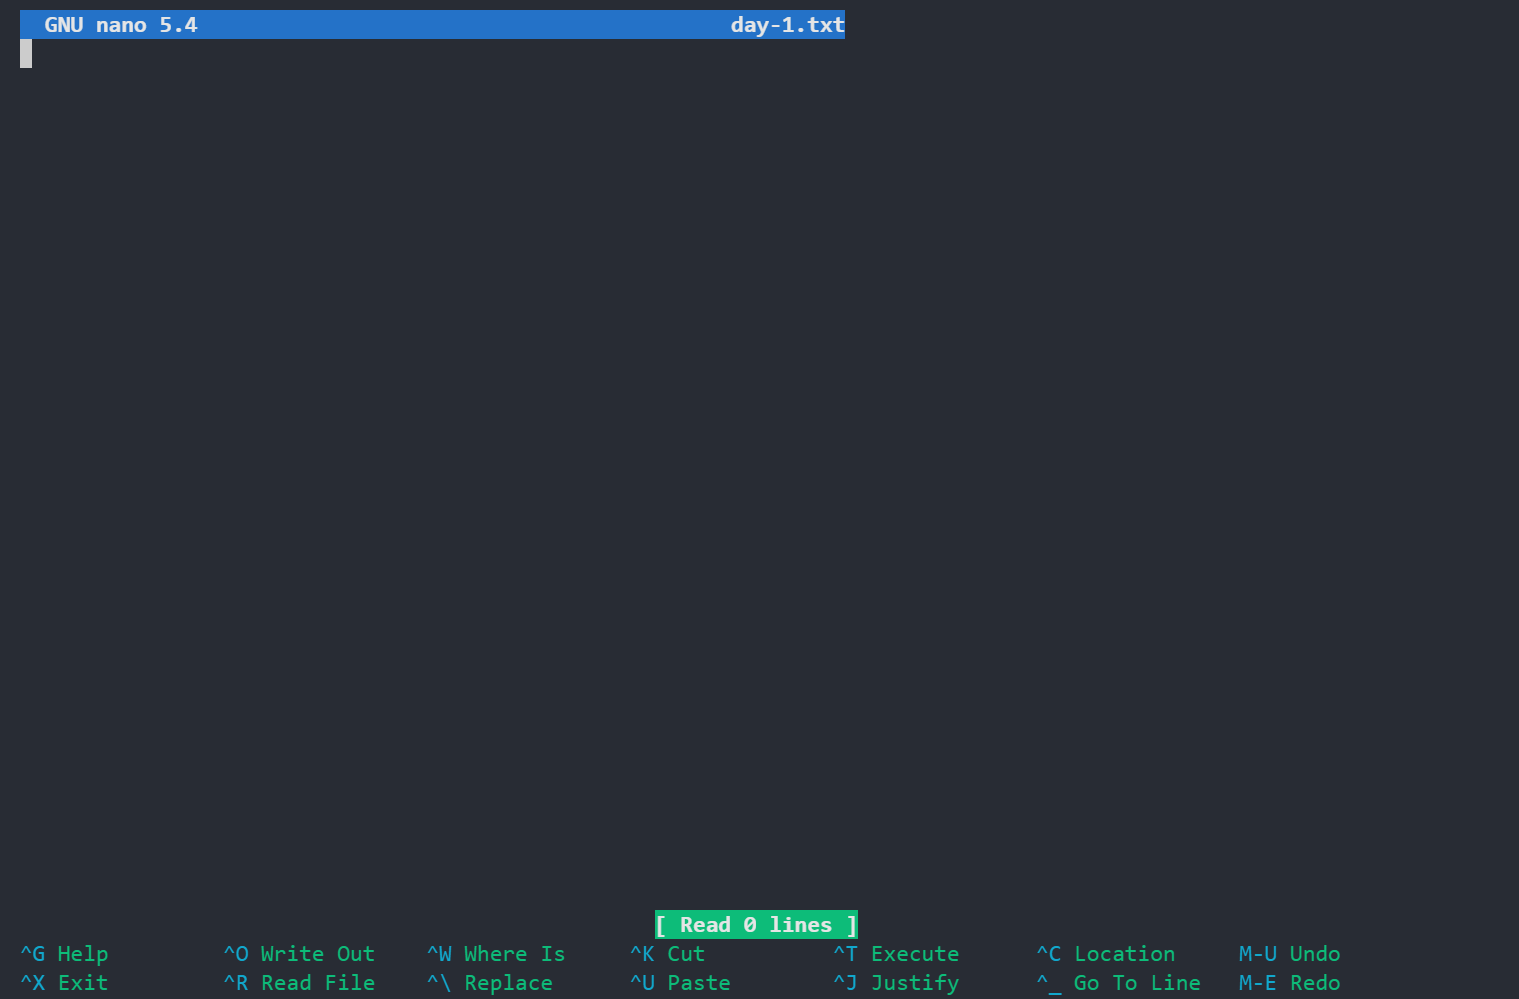 GNU nano 5.4 day-1.txt
[ Read 0 lines ]
^G Help ^O Write Out ^W Where Is ^K Cut ^T Execute ^C Location M-U Undo
^X Exit ^R Read File ^\ Replace ^U Paste ^J Justify ^_ Go To Line M-E Redo